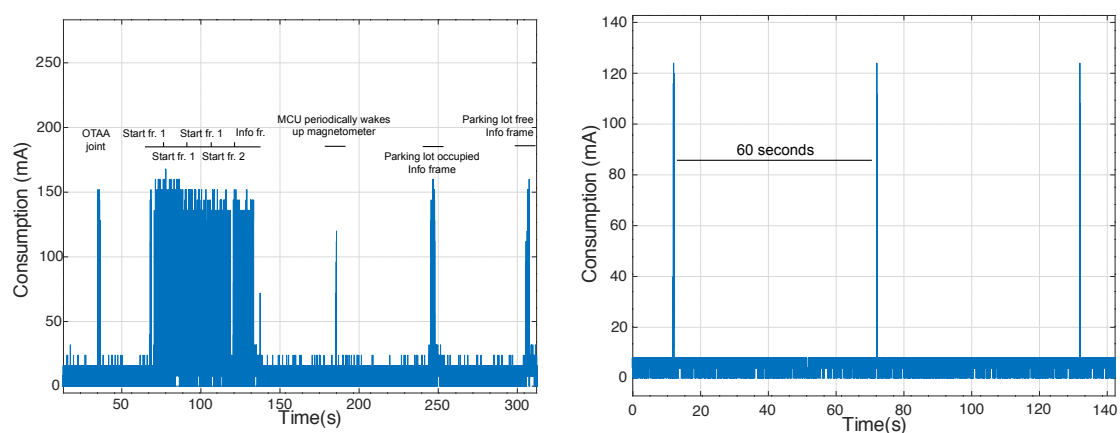 250
200
150
100
50
0
Consumption (mA)
OTAA
joint
Start fr. 1
Start fr. 1
Info fr.
Start fr. 1
Start fr. 2
MCU periodically wakes
up magnetometer
Parking lot occupied
Info frame
Parking lot free
Info frame
50
100
150
200
250
300
Time(s)
140
120
100
80
60
40
20
0
Consumption (mA)
60 seconds
0
20
40
60
80
100
120
140
Time(s)